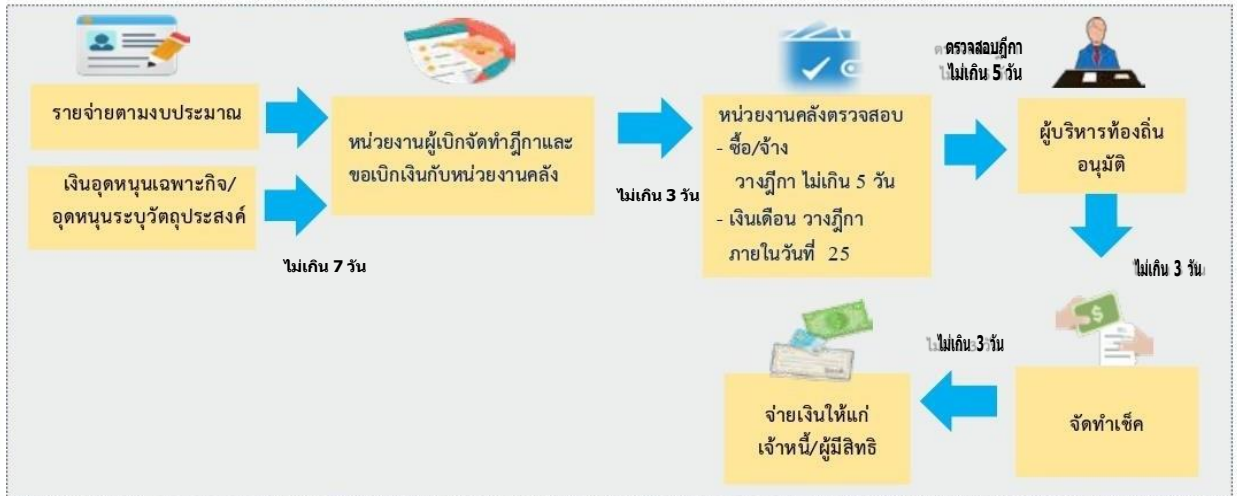 รายจ่ายตามงบประมาณ
เงินอุดหนุนเฉพาะกิจ/
อุดหนุนระบุวัตถุประสงค์
ไม่เกิน 7 วัน
หน่วยงานผู้เบิกจัดทำฎีกาและ
ขอเบิกเงินกับหน่วยงานคลัง
ไม่เกิน 3 วัน
หน่วยงานคลังตรวจสอบ
- ซื้อ/จ้าง
วางฎีกา ไม่เกิน 5 วัน
- เงินเดือน วางฎีกา
ภายในวันที่ 25
ตรวจสอบฎีกา
ไม่เกิน 5 วัน
ผู้บริหารท้องถิ่น
อนุมัติ
ไม่เกิน 3 วัน
จัดทำเช็ค
ไม่เกิน 3 วัน
จ่ายเงินให้แก่
เจ้าหนี้/ผู้มีสิทธิ